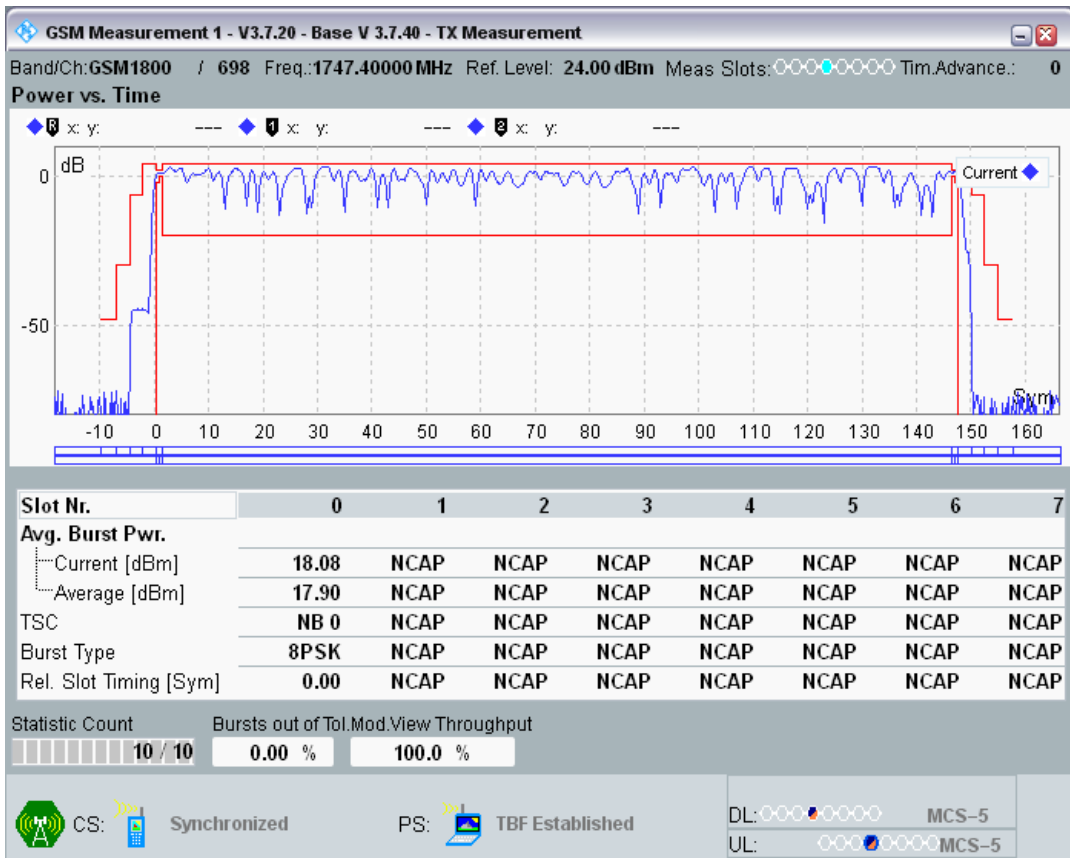 GSM Measurement 1 - V3.7.20 - Base V 3.7.40 - TX Measurement
Band/Ch:GSM1800 / 698 Freq.:1747.40000 MHz Ref. Level: 24.00 dBm Meas Slots: Tim.Advance.: 0
Power vs. Time
R x: y: --- 1 x: y: --- 2 x: y: ---
dB
Current
0
-50
Sym
-10 0 10 20 30 40 50 60 70 80 90 100 110 120 130 140 150 160
Slot Nr. 0 1 2 3 4 5 6 7
Avg. Burst Pwr.
Current [dBm] 18.08 NCAP NCAP NCAP NCAP NCAP NCAP NCAP
Average [dBm] 17.90 NCAP NCAP NCAP NCAP NCAP NCAP NCAP
TSC NB 0 NCAP NCAP NCAP NCAP NCAP NCAP NCAP
Burst Type 8PSK NCAP NCAP NCAP NCAP NCAP NCAP NCAP
Rel. Slot Timing [Sym] 0.00 NCAP NCAP NCAP NCAP NCAP NCAP NCAP
Statistic Count Bursts out of Tol.Mod.View Throughput
10 / 10 0.00 % 100.0 %
CS: Synchronized PS: TBF Established
DL: MCS-5
UL: MCS-5